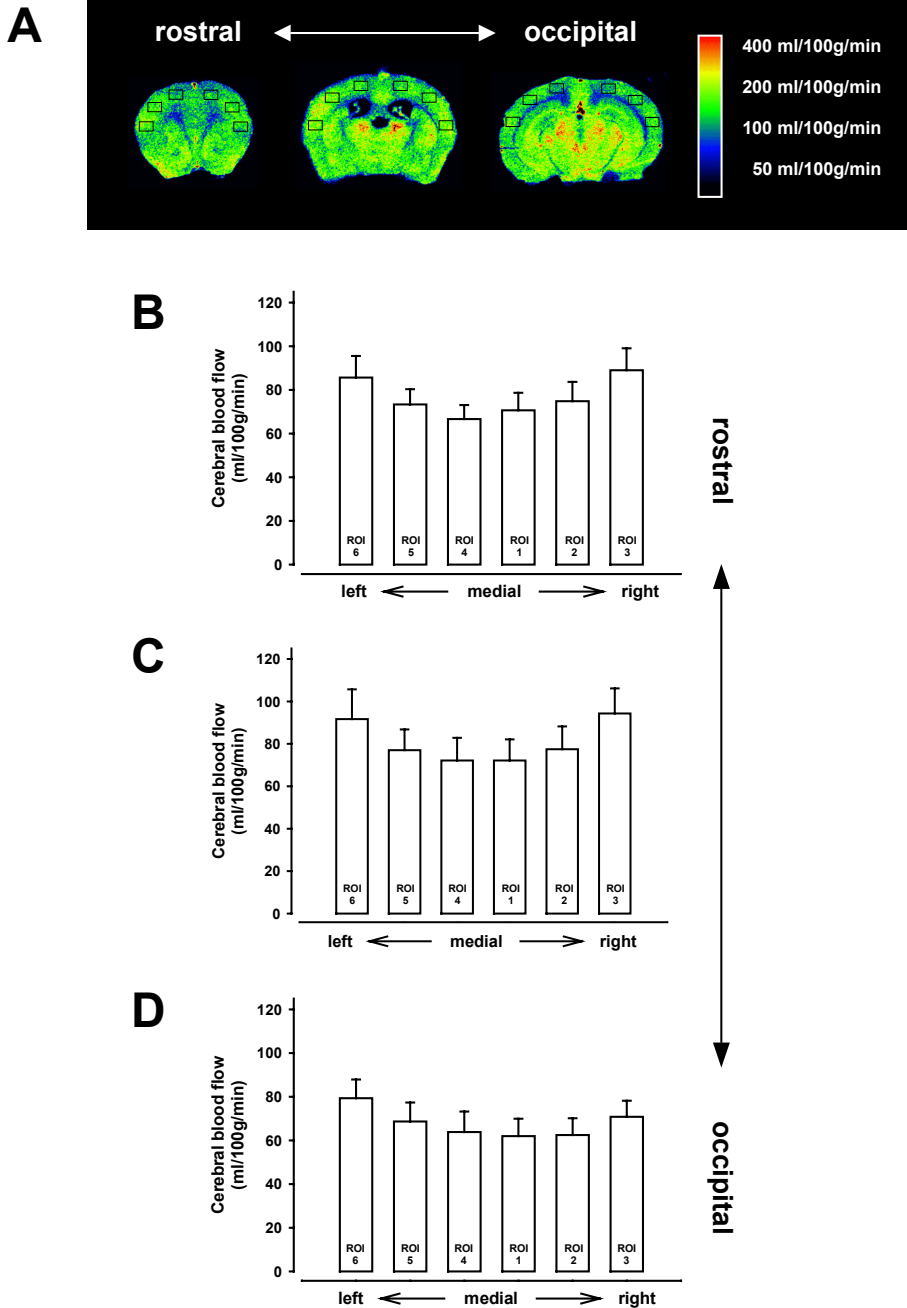 A
rostral
occipital
400 ml/100g/min
200 ml/100g/min
100 ml/100g/min
50 ml/100g/min
B
Cerebral blood flow
(ml/100g/min)
120
100
80
60
40
20
0
ROI
6
ROI
5
ROI
4
ROI
1
ROI
2
ROI
3
left
medial
right
rostral
C
Cerebral blood flow
(ml/100g/min)
120
100
80
60
40
20
0
ROI
6
ROI
5
ROI
4
ROI
1
ROI
2
ROI
3
left
medial
right
D
Cerebral blood flow
(ml/100g/min)
120
100
80
60
40
20
0
ROI
6
ROI
5
ROI
4
ROI
1
ROI
2
ROI
3
left
medial
right
occipital